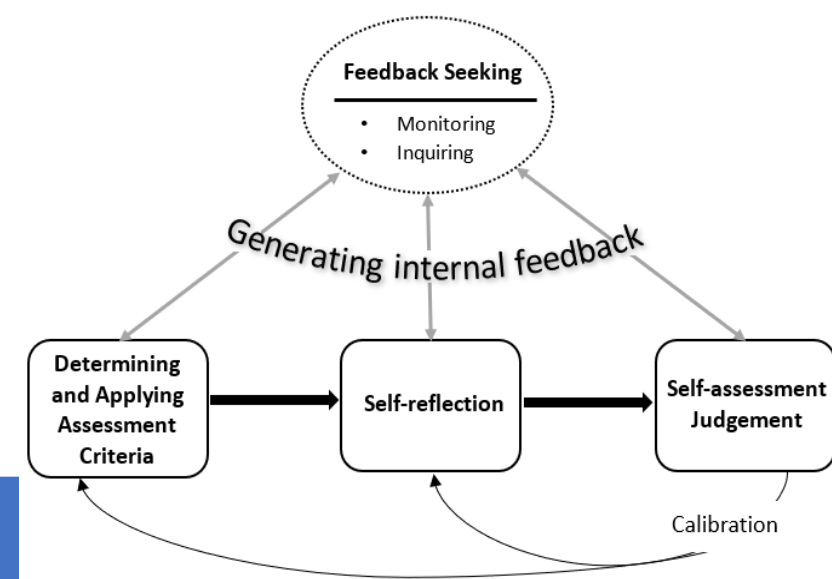 Feedback Seeking
• Monitoring
• Inquiring
Generating internal feedback
Determining
and Applying
Assessment
Criteria
Self-reflection
Self-assessment
Judgement
Calibration